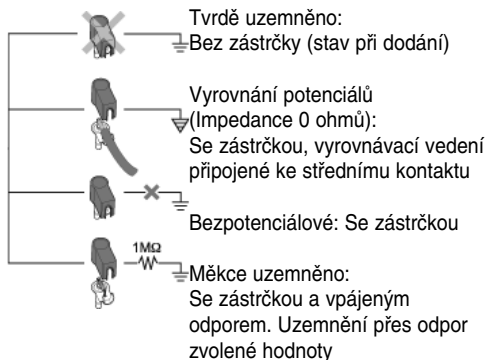 Tvrdě uzemněno:
Bez zástrčky (stav při dodání)
Vyrovnání potenciálů
(Impedance 0 ohmů):
Se zástrčkou, vyrovnávací vedení
připojené ke střednímu kontaktu
Bezpotenciálové: Se zástrčkou
1MΩ
Měkce uzemněno:
Se zástrčkou a vpájeným
odporem. Uzemnění přes odpor
zvolené hodnoty